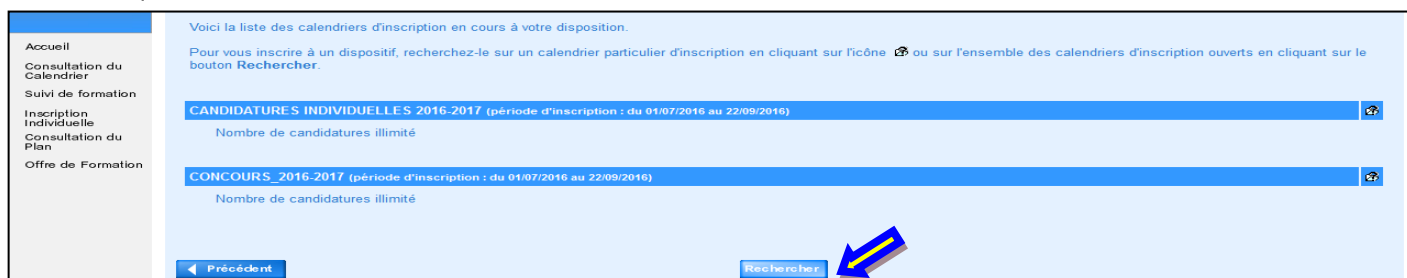 Accueil
Consultation du
Calendrier
Suivi de formation
Inscription
Individuelle
Consultation du
Plan
Offre de Formation
Voici la liste des calendriers d'inscription en cours à votre disposition.
Pour vous inscrire à un dispositif, recherchez-le sur un calendrier particulier d'inscription en cliquant sur l'icône ou sur l'ensemble des calendriers d'inscription ouverts en cliquant sur le
bouton Rechercher.
CANDIDATURES INDIVIDUELLES 2016-2017 (période d'inscription : du 01/07/2016 au 22/09/2016)
Nombre de candidatures illimité
CONCOURS_2016-2017 (période d'inscription : du 01/07/2016 au 22/09/2016)
Nombre de candidatures illimité
Précédent
Rechercher